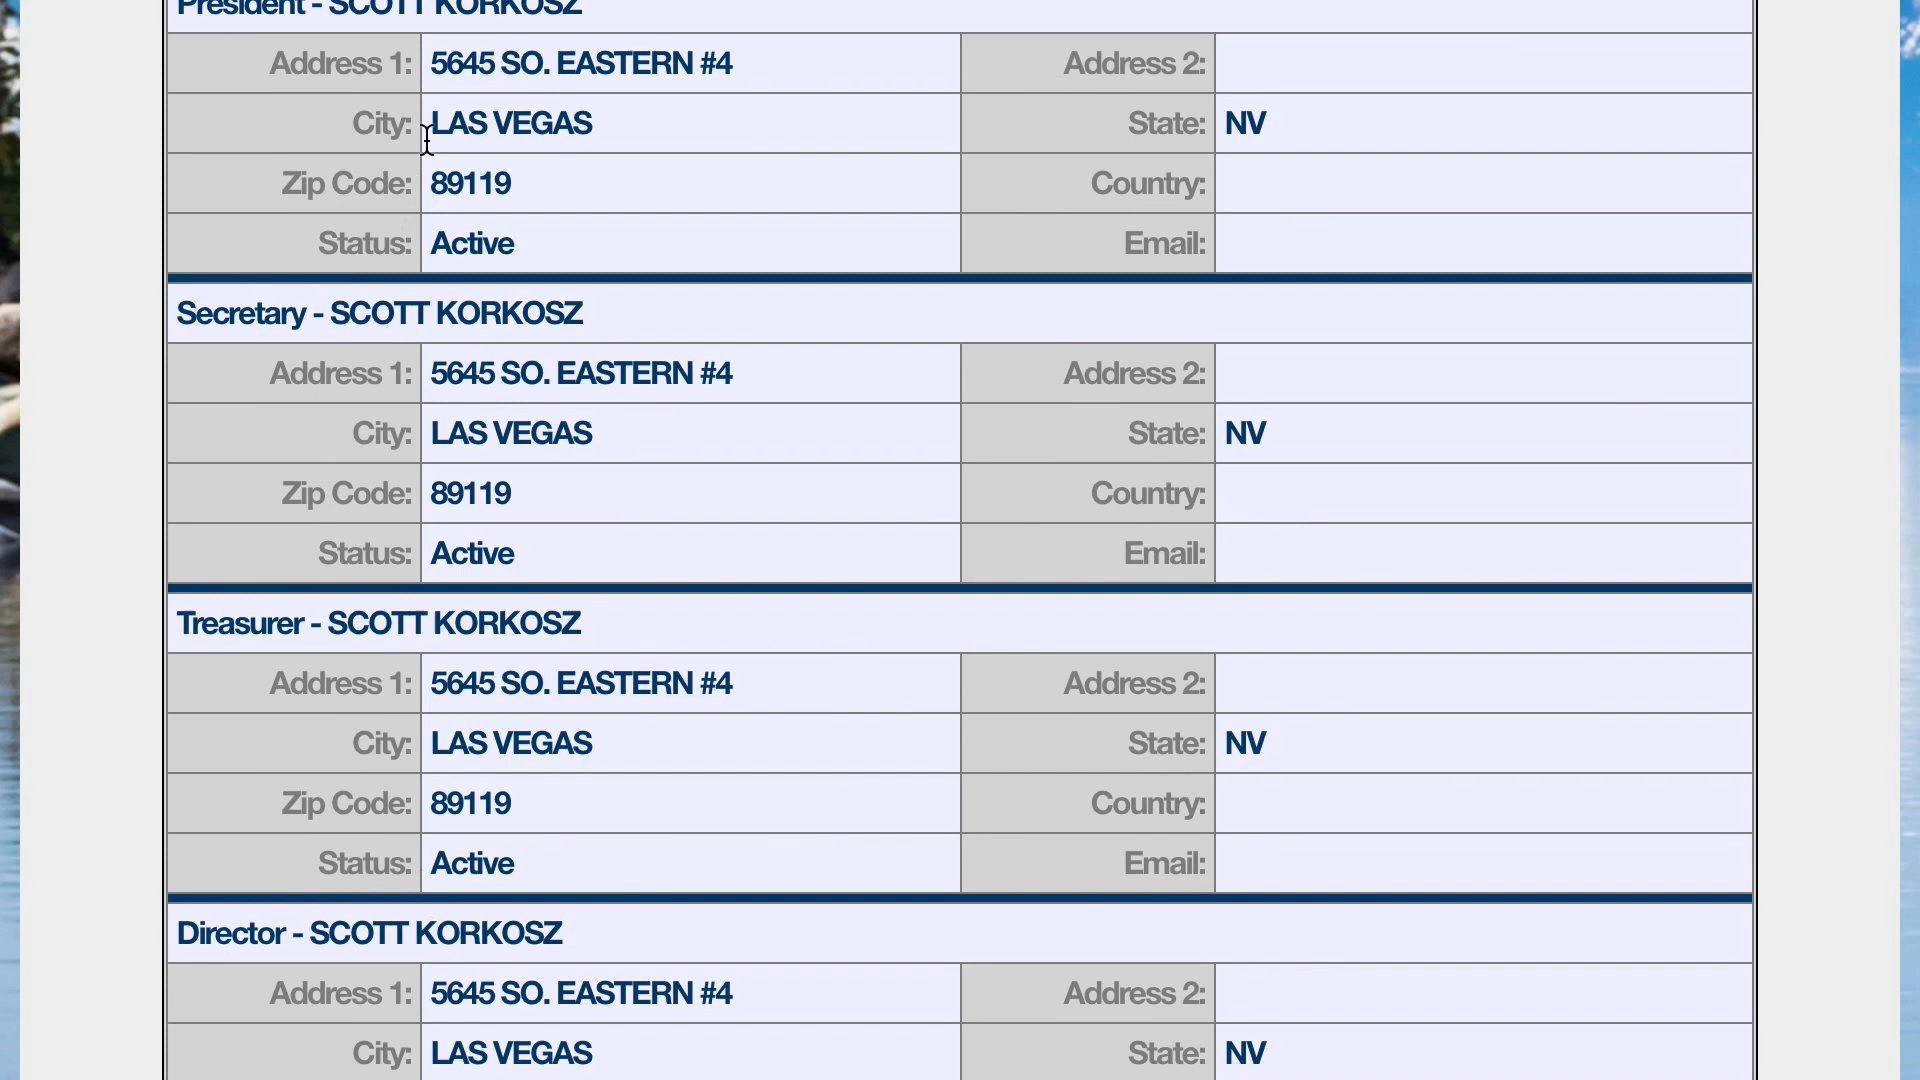 President - SCOTT KORKOSZ
Address 1: 5645 SO. EASTERN #4 Address 2:
City: LAS VEGAS State: NV
Zip Code: 89119 Country:
Status: Active Email:
Secretary - SCOTT KORKOSZ
Address 1: 5645 SO. EASTERN #4 Address 2:
City: LAS VEGAS State: NV
Zip Code: 89119 Country:
Status: Active Email:
Treasurer - SCOTT KORKOSZ
Address 1: 5645 SO. EASTERN #4 Address 2:
City: LAS VEGAS State: NV
Zip Code: 89119 Country:
Status: Active Email:
Director - SCOTT KORKOSZ
Address 1: 5645 SO. EASTERN #4 Address 2:
City: LAS VEGAS State: NV